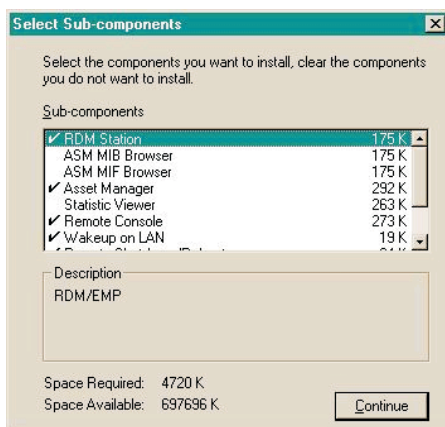 Select Sub-components
Select the components you want to install, clear the components
you do not want to install.
Sub-components
RDM Station 175 K
ASM MIB Browser 175 K
ASM MIF Browser 175 K
Asset Manager 292 K
Statistic Viewer 263 K
Remote Console 273 K
Wakeup on LAN 19 K
Description
RDM/EMP
Space Required: 4720 K
Space Available: 697696 K
Continue